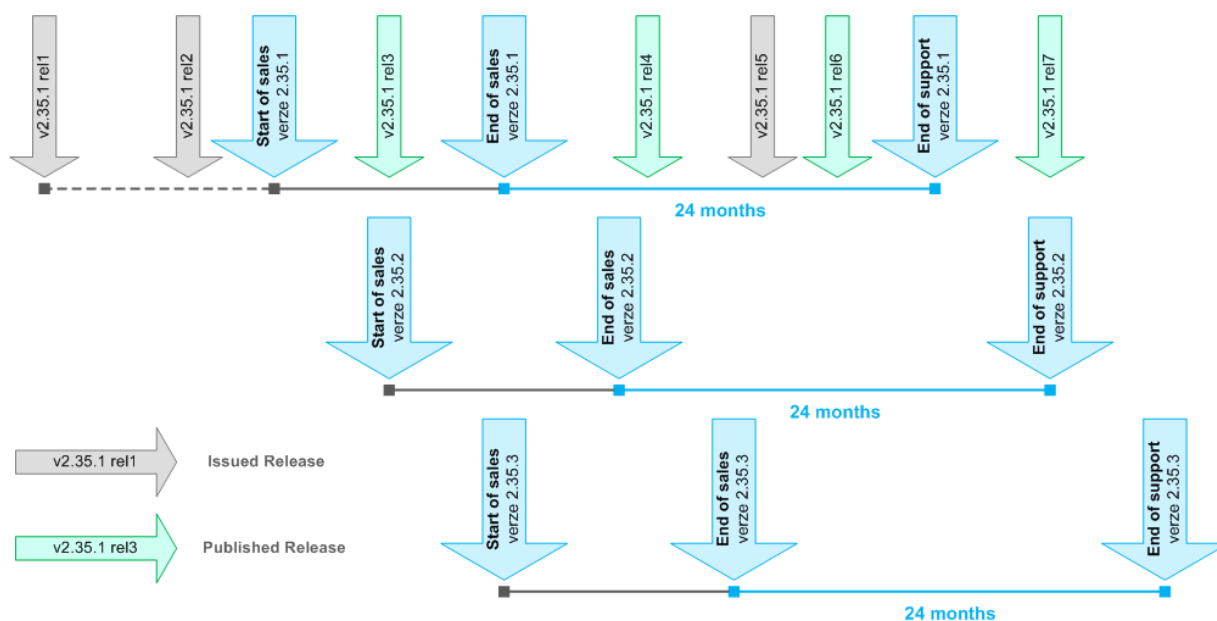 v2.35.1 rel1
v2.35.1 rel2
Start of sales
verze 2.35.1
v2.35.1 rel3
End of sales
verze 2.35.1
v2.35.1 rel4
v2.35.1 rel5
v2.35.1 rel6
End of support
verze 2.35.1
v2.35.1 rel7
24 months
Start of sales
verze 2.35.2
End of sales
verze 2.35.2
End of support
verze 2.35.2
24 months
v2.35.1 rel1
Issued Release
v2.35.1 rel3
Published Release
Start of sales
verze 2.35.3
End of sales
verze 2.35.3
End of support
verze 2.35.3
24 months